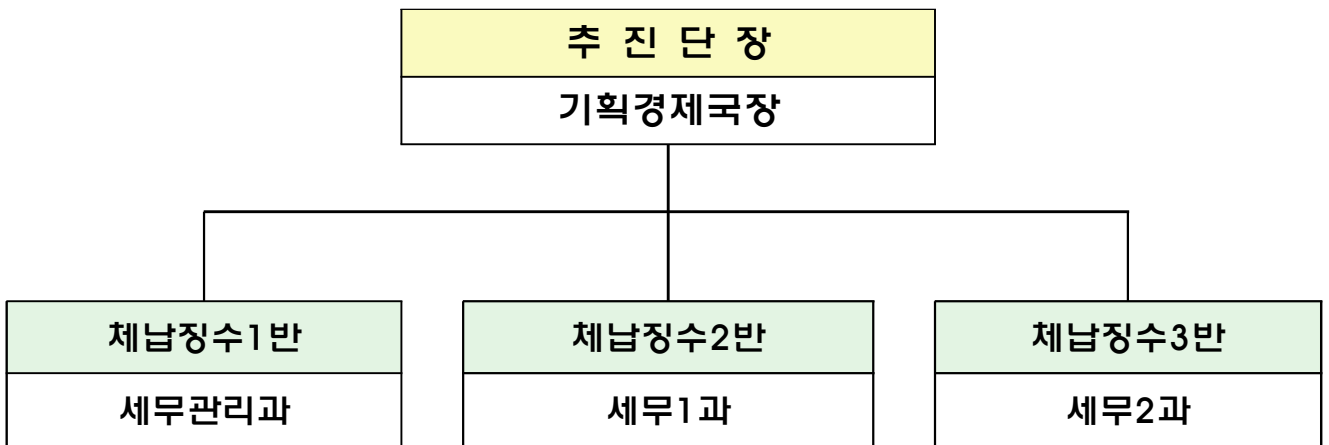 추 진 단 장
기획경제국장
체납징수1반
체납징수2반
체납징수3반
세무관리과
세무1과
세무2과